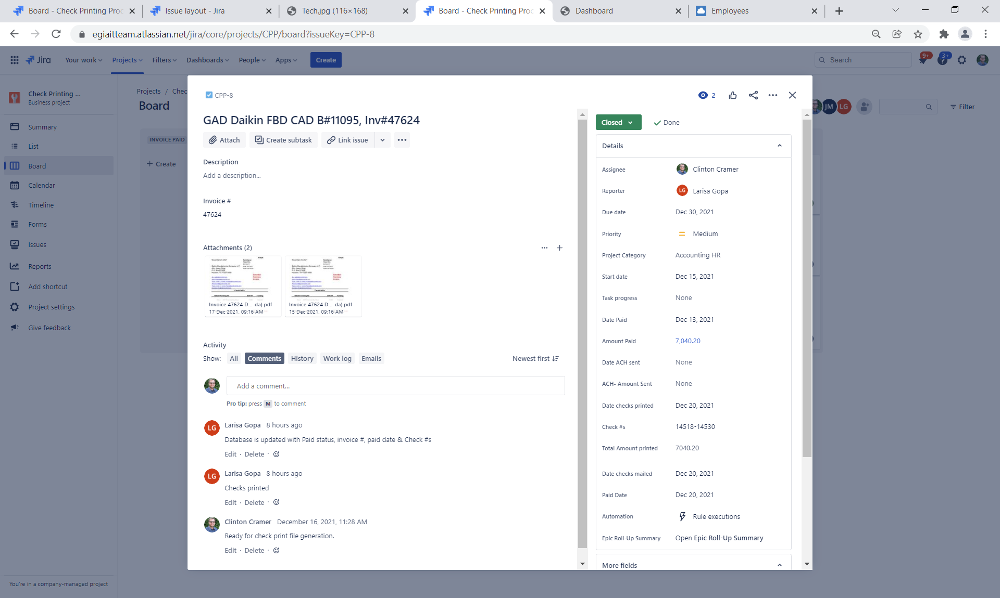 Board - Check Printing Proc
Issue layout - Jira
Tech.jpg (116×168)
Board - Check Printing Proc
Dashboard
Employees
egiaitteam.atlassian.net/jira/core/projects/CPP/board?issueKey=CPP-8
Jira
Your work
Projects
Filters
Dashboards
People
Apps
Create
Search
9+
3+
Check Printing ...
Business project
Summary
List
Board
Calendar
Timeline
Forms
Issues
Reports
Add shortcut
Project settings
Give feedback
You're in a company-managed project
Projects / Chec
Board
INVOICE PAID
+ Create
JM
LG
Filter
CPP-8
2
GAD Daikin FBD CAD B#11095, Inv#47624
Attach
Create subtask
Link issue
Description
Add a description...
Invoice #
47624
Attachments (2)
Invoice 47624 D... da).pdf
17 Dec 2021, 09:16 AM
Invoice 47624 D... da).pdf
15 Dec 2021, 09:16 AM
Activity
Show: All Comments History Work log Emails
Newest first
Add a comment...
Pro tip: press M to comment
LG
Larisa Gopa 8 hours ago
Database is updated with Paid status, invoice #, paid date & Check #s
Edit · Delete ·
LG
Larisa Gopa 8 hours ago
Checks printed
Edit · Delete ·
Clinton Cramer December 16, 2021, 11:28 AM
Ready for check print file generation.
Edit · Delete ·
Closed
Done
Details
Assignee Clinton Cramer
Reporter LG Larisa Gopa
Due date Dec 30, 2021
Priority Medium
Project Category Accounting HR
Start date Dec 15, 2021
Task progress None
Date Paid Dec 13, 2021
Amount Paid 7,040.20
Date ACH sent None
ACH- Amount Sent None
Date checks printed Dec 20, 2021
Check #s 14518-14530
Total Amount printed 7040.20
Date checks mailed Dec 20, 2021
Paid Date Dec 20, 2021
Automation Rule executions
Epic Roll-Up Summary Open Epic Roll-Up Summary
More fields